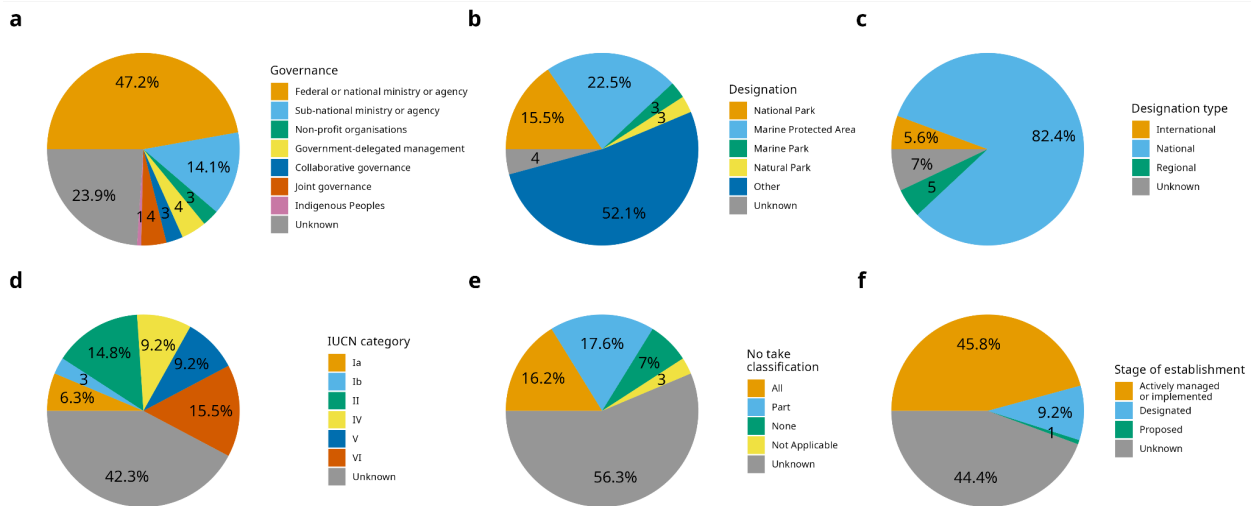 a
47.2%
14.1%
3
4
3
4
1
23.9%
Governance
Federal or national ministry or agency
Sub-national ministry or agency
Non-profit organisations
Government-delegated management
Collaborative governance
Joint governance
Indigenous Peoples
Unknown
b
22.5%
15.5%
3
3
4
52.1%
Designation
National Park
Marine Protected Area
Marine Park
Natural Park
Other
Unknown
c
5.6%
82.4%
7%
5
Designation type
International
National
Regional
Unknown
d
14.8%
9.2%
9.2%
3
6.3%
15.5%
42.3%
IUCN category
Ia
Ib
II
IV
V
VI
Unknown
e
17.6%
7%
16.2%
3
56.3%
No take
classification
All
Part
None
Not Applicable
Unknown
f
45.8%
9.2%
1
44.4%
Stage of establishment
Actively managed
or implemented
Designated
Proposed
Unknown